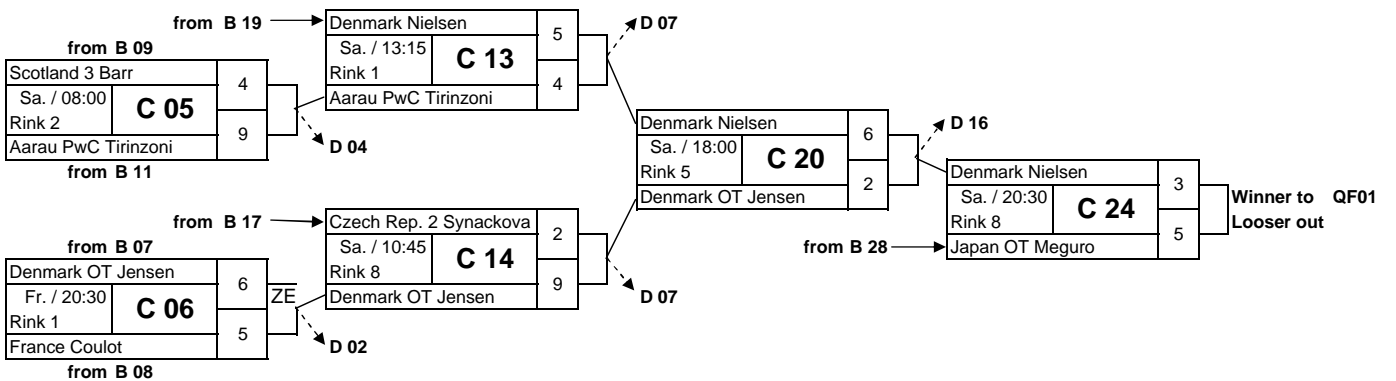 from B 19
Denmark Nielsen
5
D 07
Sa. / 13:15
C 13
Rink 1
4
Aarau PwC Tirinzoni
from B 09
Scotland 3 Barr
4
Sa. / 08:00
C 05
Rink 2
9
Aarau PwC Tirinzoni
D 04
from B 11
Denmark Nielsen
6
D 16
Sa. / 18:00
C 20
Rink 5
2
Denmark OT Jensen
Denmark Nielsen
3
Sa. / 20:30
C 24
Winner to QF01
Rink 8
5
Looser out
from B 28
Japan OT Meguro
from B 17
Czech Rep. 2 Synackova
2
Sa. / 10:45
C 14
Rink 8
9
Denmark OT Jensen
D 07
from B 07
Denmark OT Jensen
6
ZE
Fr. / 20:30
C 06
Rink 1
5
France Coulot
D 02
from B 08